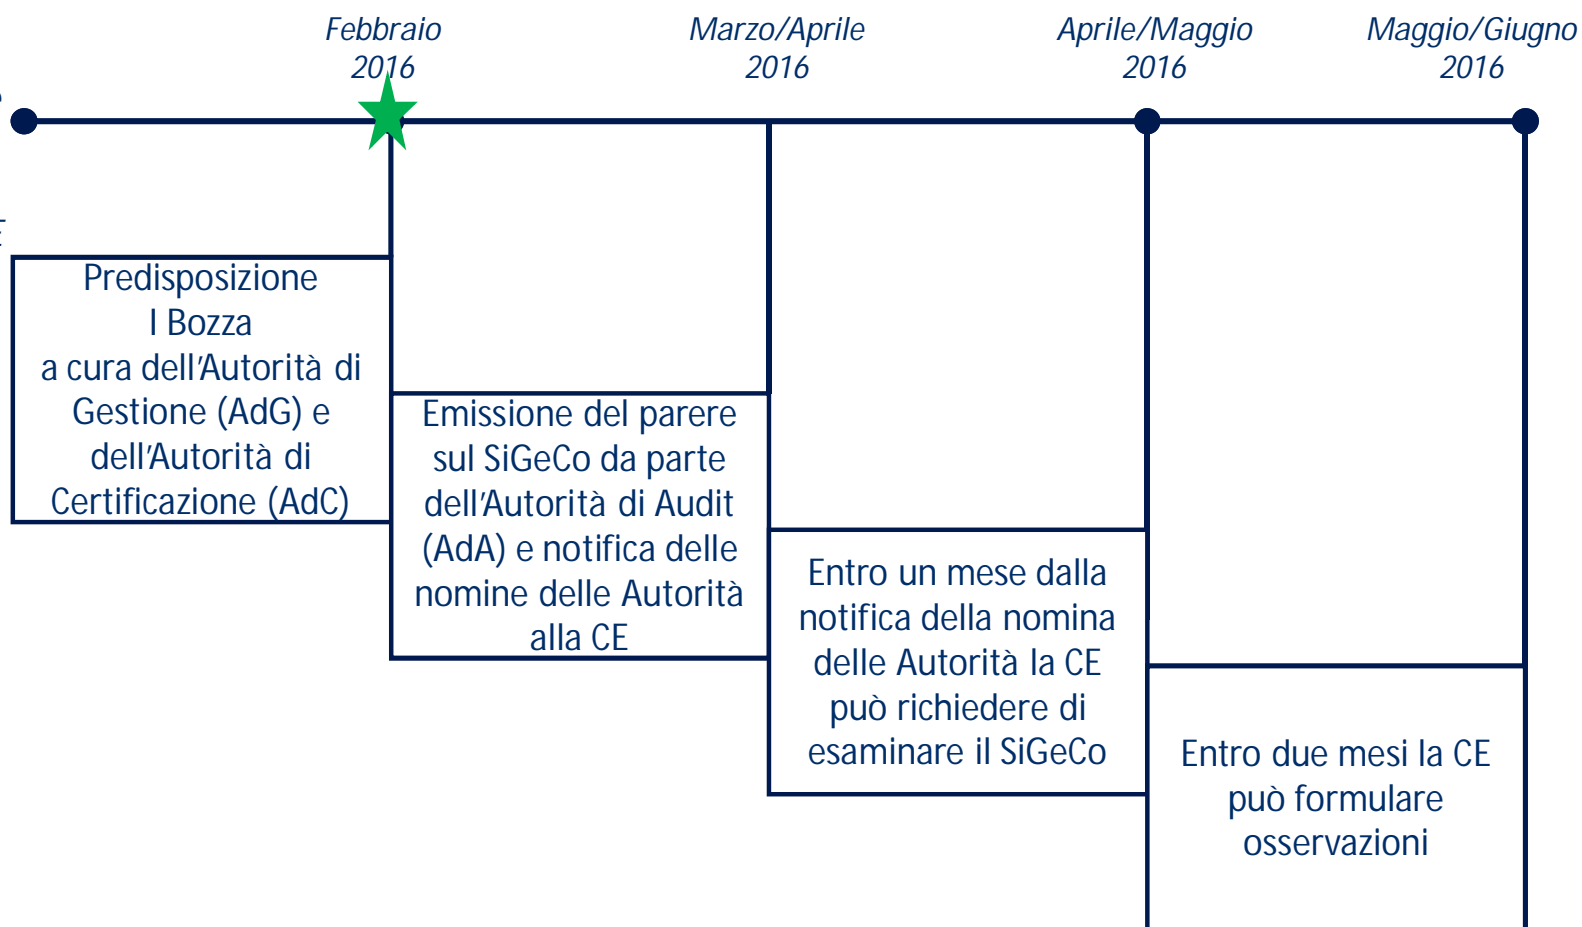 Febbraio
2016
Marzo/Aprile
2016
Aprile/Maggio
2016
Maggio/Giugno
2016
Predisposizione
I Bozza
a cura dell'Autorità di
Gestione (AdG) e
dell'Autorità di
Certificazione (AdC)
Emissione del parere
sul SiGeCo da parte
dell'Autorità di Audit
(AdA) e notifica delle
nomine delle Autorità
alla CE
Entro un mese dalla
notifica della nomina
delle Autorità la CE
può richiedere di
esaminare il SiGeCo
Entro due mesi la CE
può formulare
osservazioni